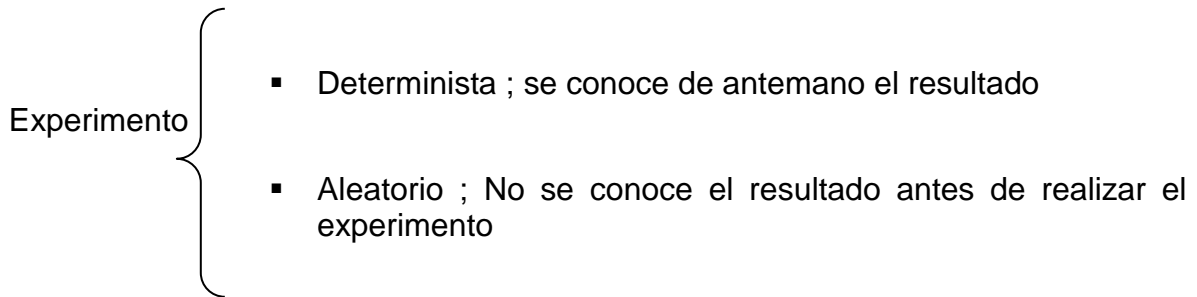 Experimento
▪ Determinista ; se conoce de antemano el resultado
▪ Aleatorio ; No se conoce el resultado antes de realizar el
experimento